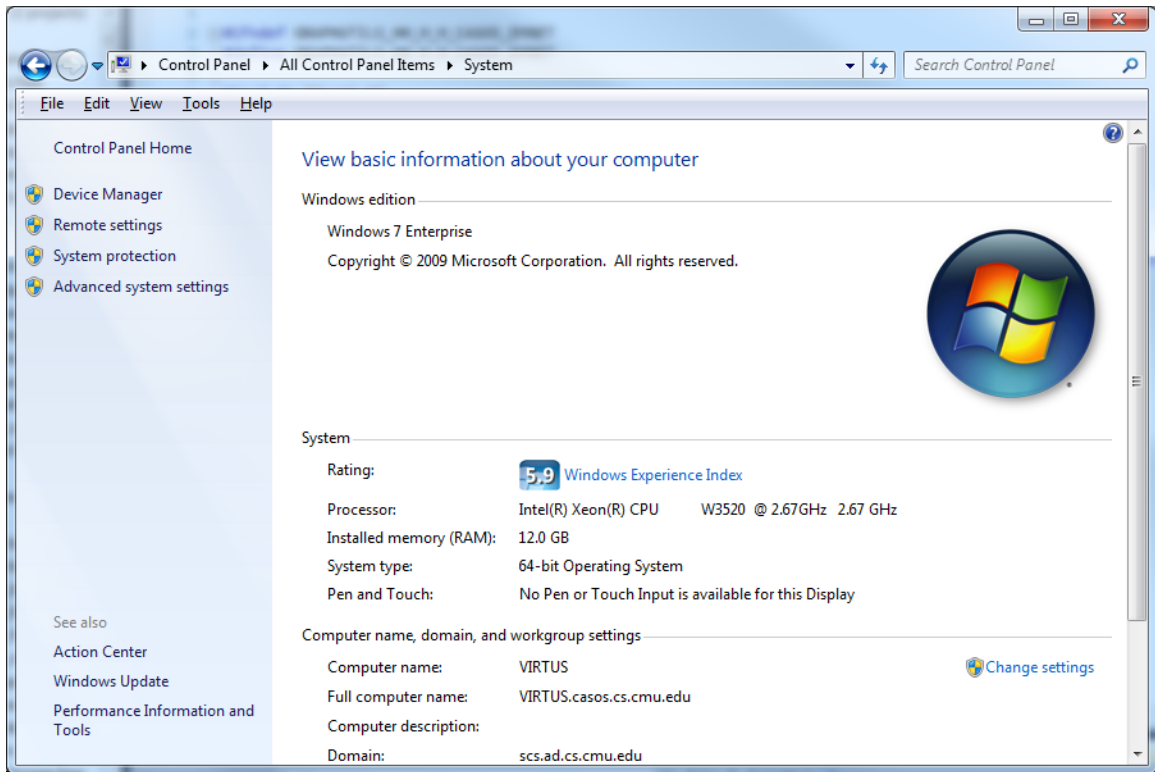 Control Panel ▸ All Control Panel Items ▸ System
Search Control Panel
File Edit View Tools Help
Control Panel Home
Device Manager
Remote settings
System protection
Advanced system settings
See also
Action Center
Windows Update
Performance Information and
Tools
View basic information about your computer
Windows edition
Windows 7 Enterprise
Copyright © 2009 Microsoft Corporation. All rights reserved.
System
Rating: 5.9 Windows Experience Index
Processor: Intel(R) Xeon(R) CPU W3520 @ 2.67GHz 2.67 GHz
Installed memory (RAM): 12.0 GB
System type: 64-bit Operating System
Pen and Touch: No Pen or Touch Input is available for this Display
Computer name, domain, and workgroup settings
Computer name: VIRTUS
Change settings
Full computer name: VIRTUS.casos.cs.cmu.edu
Computer description:
Domain: scs.ad.cs.cmu.edu